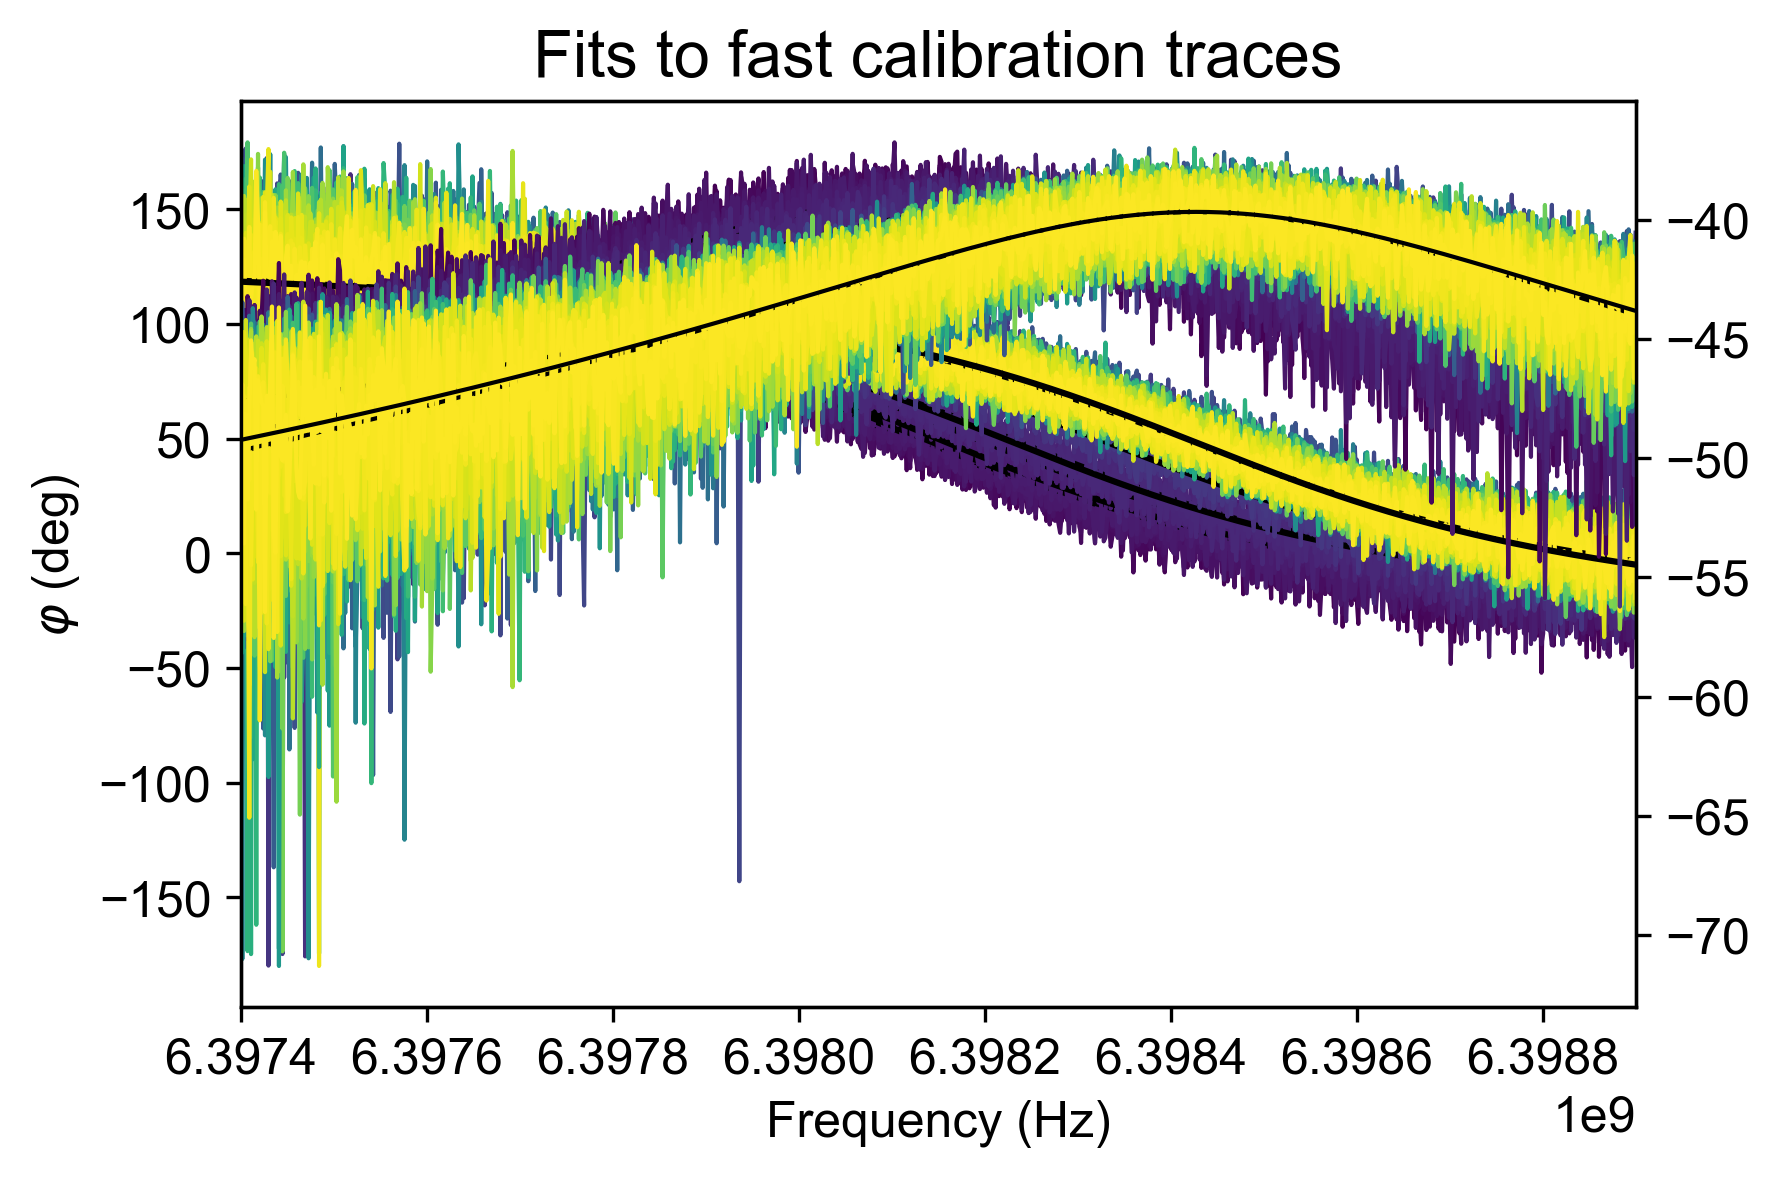 Fits to fast calibration traces
φ (deg)
150
100
50
0
−50
−100
−150
−40
−45
−50
−55
−60
−65
−70
6.3974 6.3976 6.3978 6.3980 6.3982 6.3984 6.3986 6.3988
1e9
Frequency (Hz)